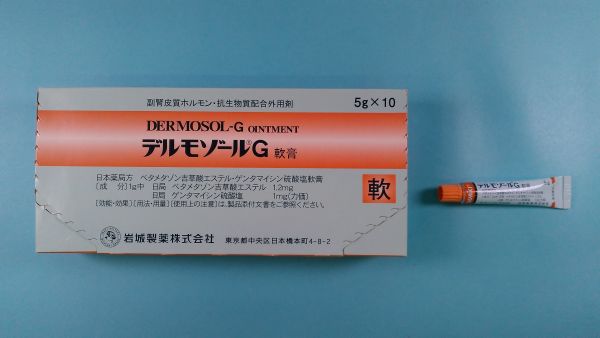 副腎皮質ホルモン・抗生物質配合外用剤
5g×10
DERMOSOL-G OINTMENT
デルモゾール®G 軟膏
日本薬局方 ベタメタゾン吉草酸エステル・ゲンタマイシン硫酸塩軟膏
〔成 分〕1g中 日局 ベタメタゾン吉草酸エステル 1.2mg
日局 ゲンタマイシン硫酸塩 1mg(力価)
〔効能・効果〕〔用法・用量〕〔使用上の注意〕は、製品添付文書をご参照ください。
軟
岩城製薬株式会社 東京都中央区日本橋本町4-8-2
デルモゾールG 軟膏